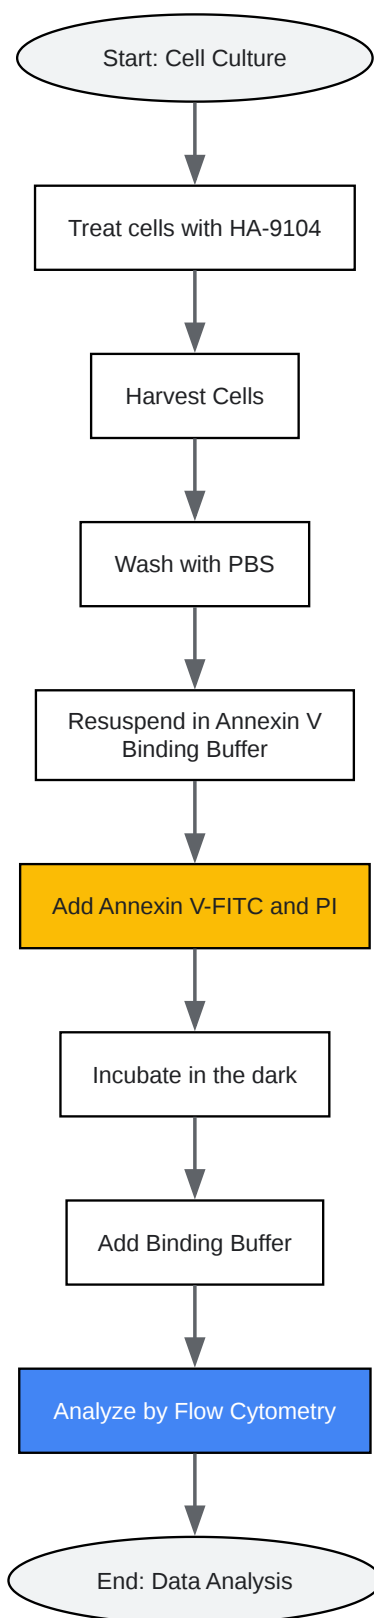 Start: Cell Culture
Treat cells with HA-9104
Harvest Cells
Wash with PBS
Resuspend in Annexin V
Binding Buffer
Add Annexin V-FITC and PI
Incubate in the dark
Add Binding Buffer
Analyze by Flow Cytometry
End: Data Analysis